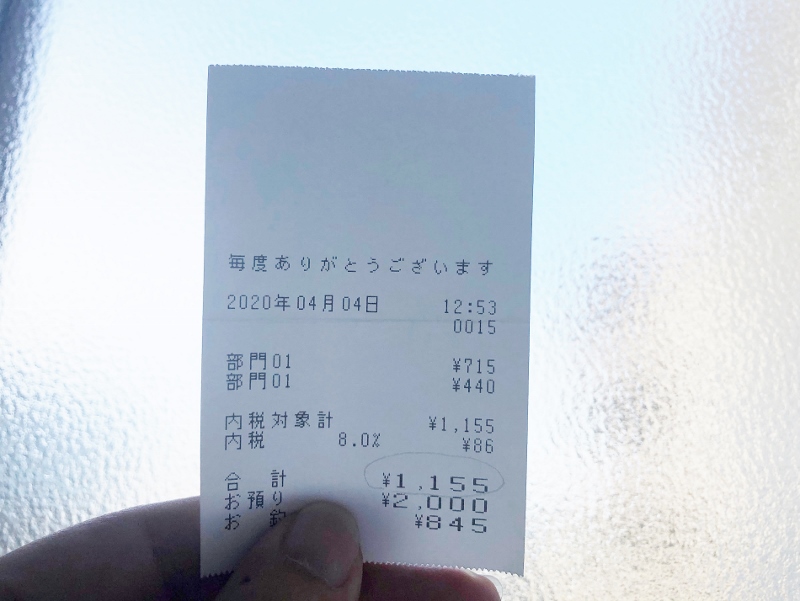 毎度ありがとうございます
2020年04月04日 12:53
0015
部門01 ¥715
部門01 ¥440
内税対象計 ¥1,155
内税 8.0% ¥86
合 計 ¥1,155
お預り ¥2,000
お 釣 ¥845